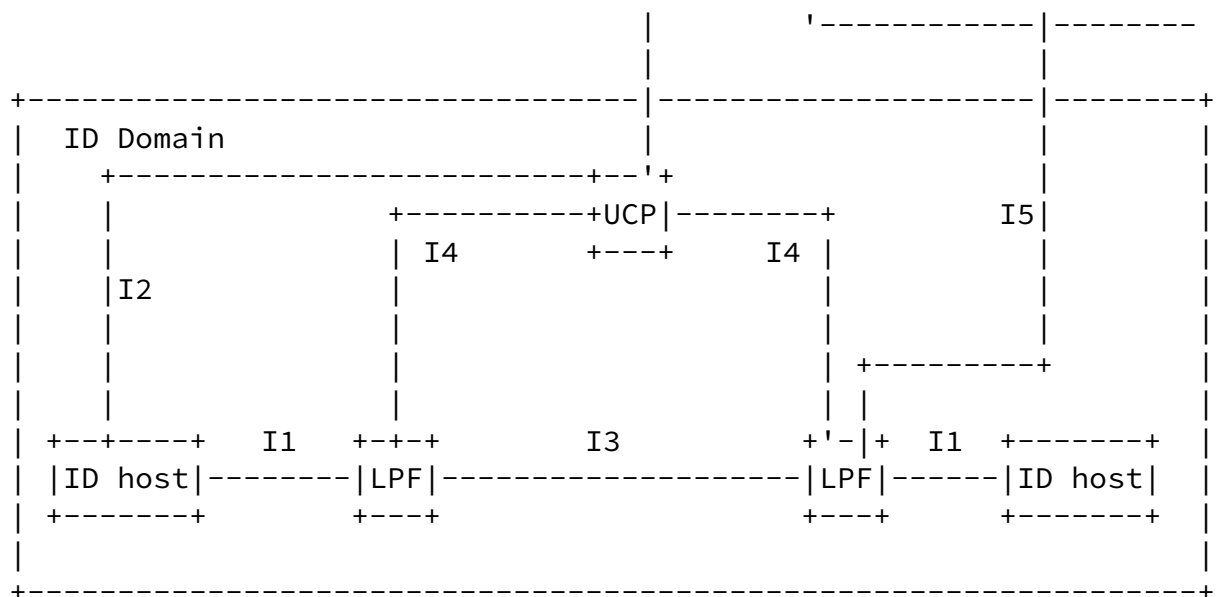 ID Domain
UCP I5
I4 I4
I2
I1 I3 I1
ID host LPF LPF ID host